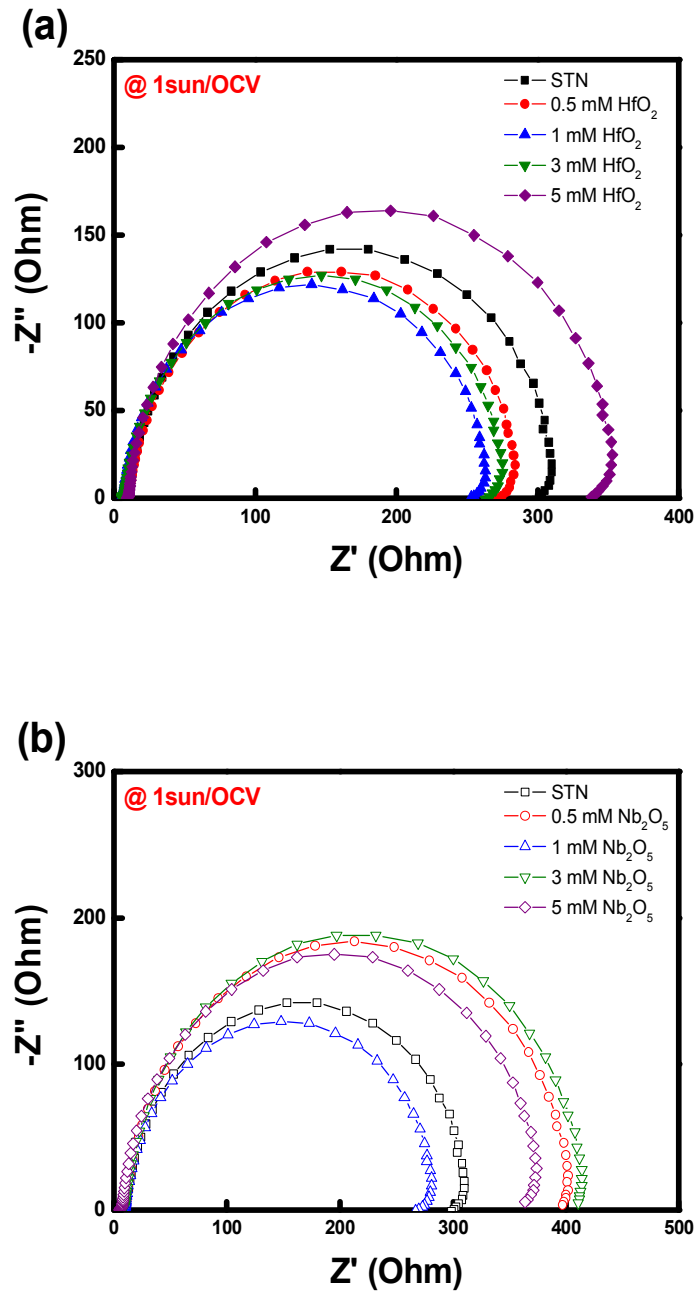 (a)
250
200
150
100
50
0
-Z" (Ohm)
@ 1sun/OCV
STN
0.5 mM HfO₂
1 mM HfO₂
3 mM HfO₂
5 mM HfO₂
0 100 200 300 400
Z' (Ohm)
(b)
300
200
100
0
-Z" (Ohm)
@ 1sun/OCV
STN
0.5 mM Nb₂O₅
1 mM Nb₂O₅
3 mM Nb₂O₅
5 mM Nb₂O₅
0 100 200 300 400 500
Z' (Ohm)